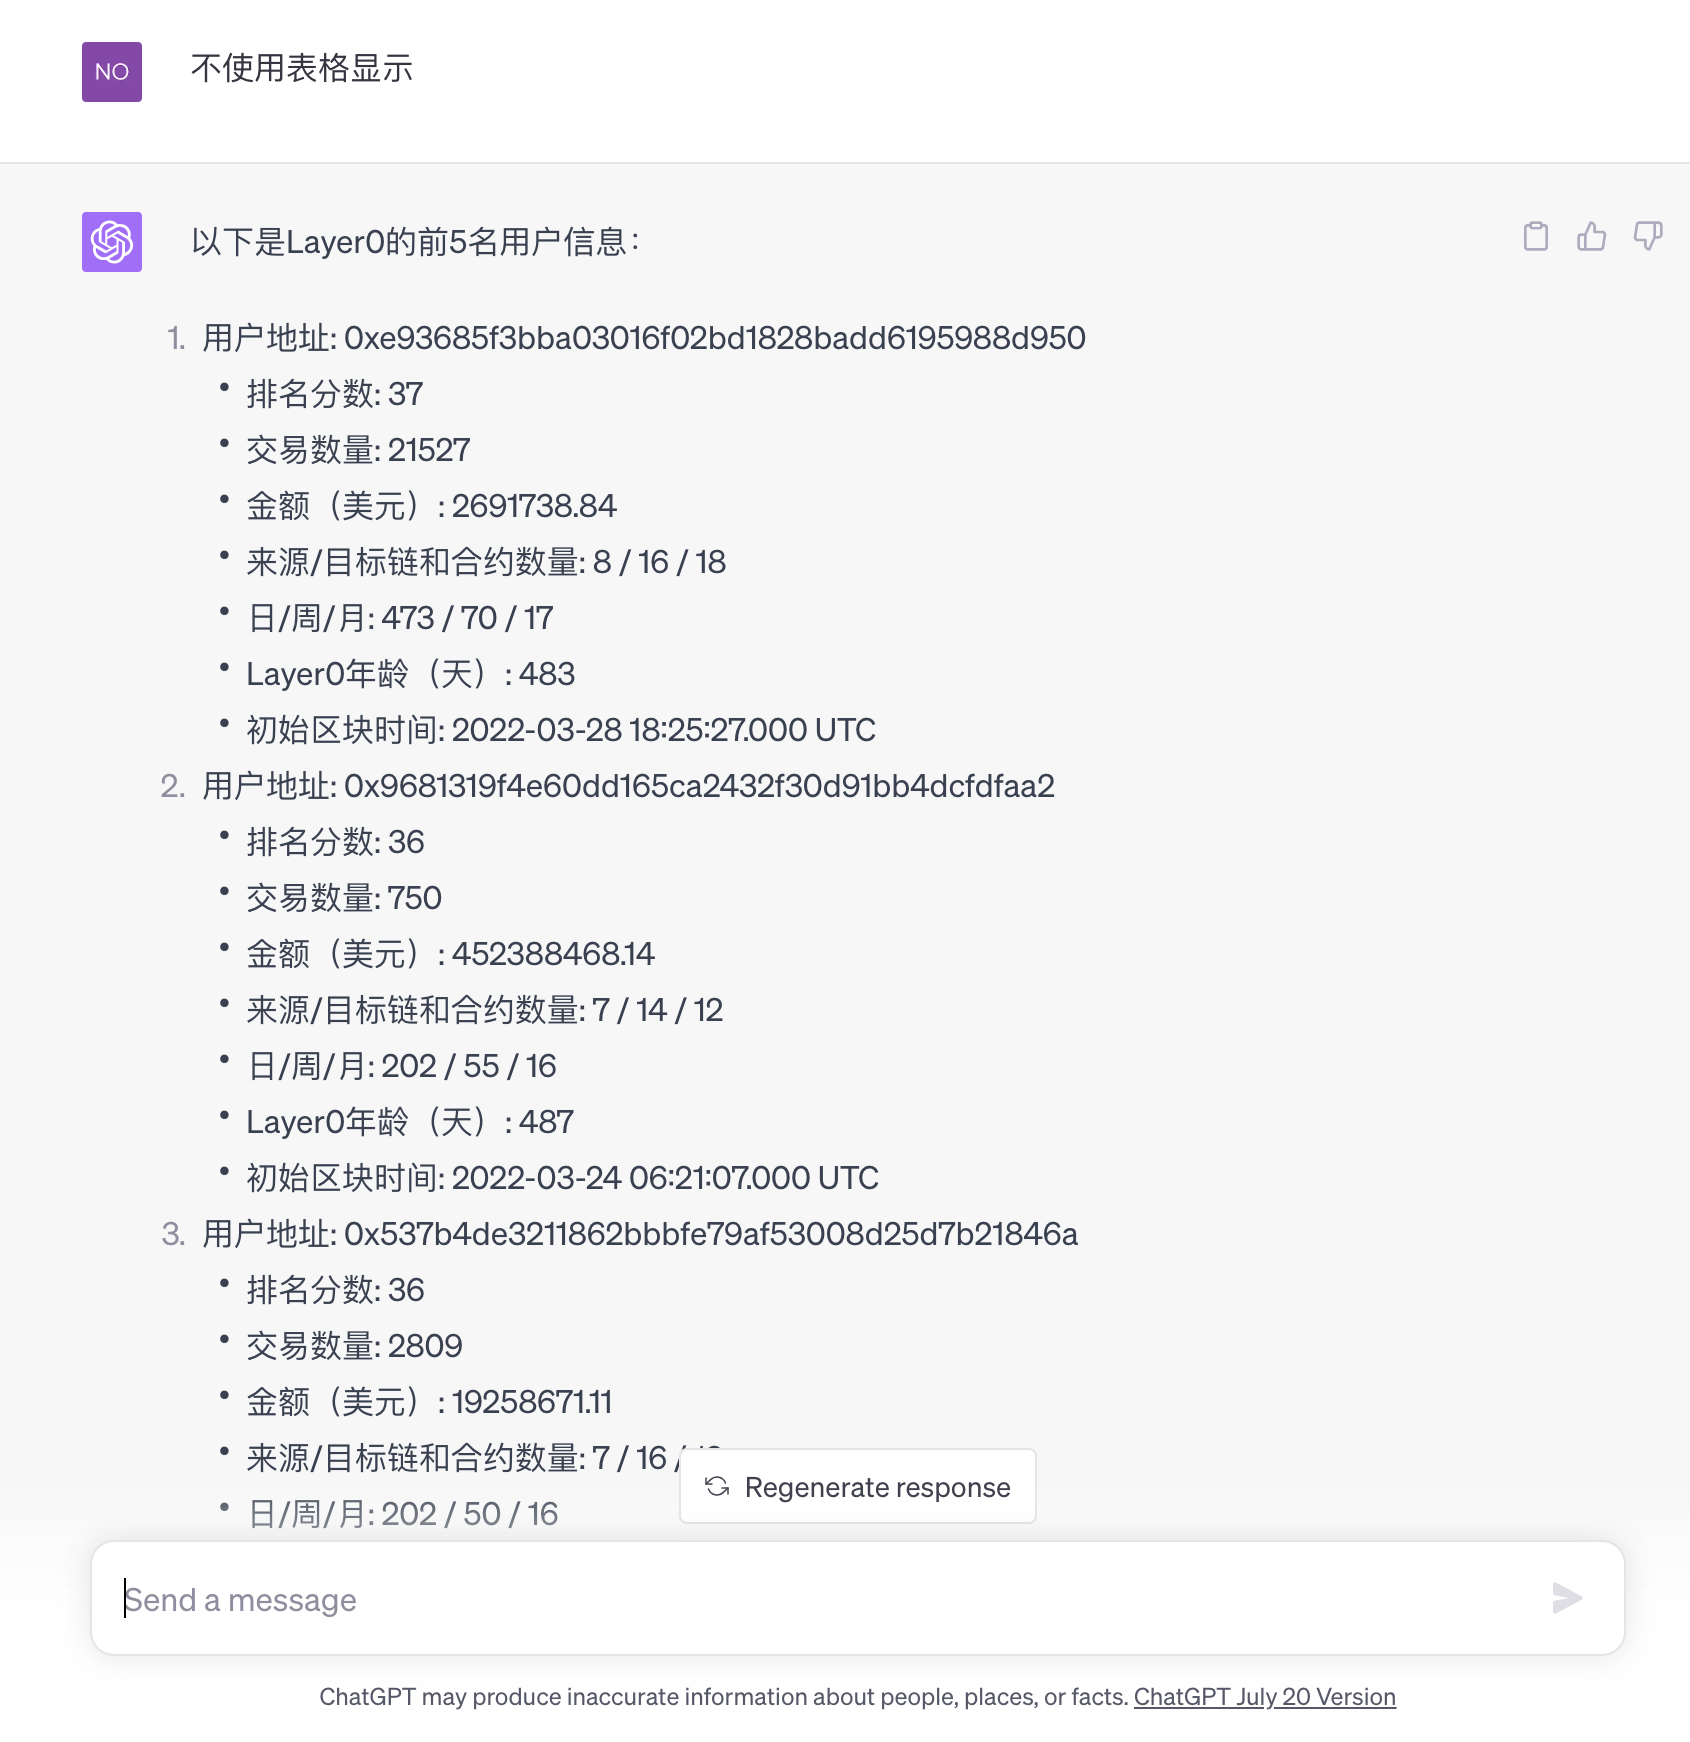 NO
不使用表格显示
以下是Layer0的前5名用户信息：
1. 用户地址: 0xe93685f3bba03016f02bd1828badd6195988d950
• 排名分数: 37
• 交易数量: 21527
• 金额（美元）: 2691738.84
• 来源/目标链和合约数量: 8 / 16 / 18
• 日/周/月: 473 / 70 / 17
• Layer0年龄（天）: 483
• 初始区块时间: 2022-03-28 18:25:27.000 UTC
2. 用户地址: 0x9681319f4e60dd165ca2432f30d91bb4dcfdfaa2
• 排名分数: 36
• 交易数量: 750
• 金额（美元）: 452388468.14
• 来源/目标链和合约数量: 7 / 14 / 12
• 日/周/月: 202 / 55 / 16
• Layer0年龄（天）: 487
• 初始区块时间: 2022-03-24 06:21:07.000 UTC
3. 用户地址: 0x537b4de3211862bbbfe79af53008d25d7b21846a
• 排名分数: 36
• 交易数量: 2809
• 金额（美元）: 19258671.11
• 来源/目标链和合约数量: 7 / 16 /
Regenerate response
• 日/周/月: 202 / 50 / 16
Send a message
ChatGPT may produce inaccurate information about people, places, or facts. ChatGPT July 20 Version